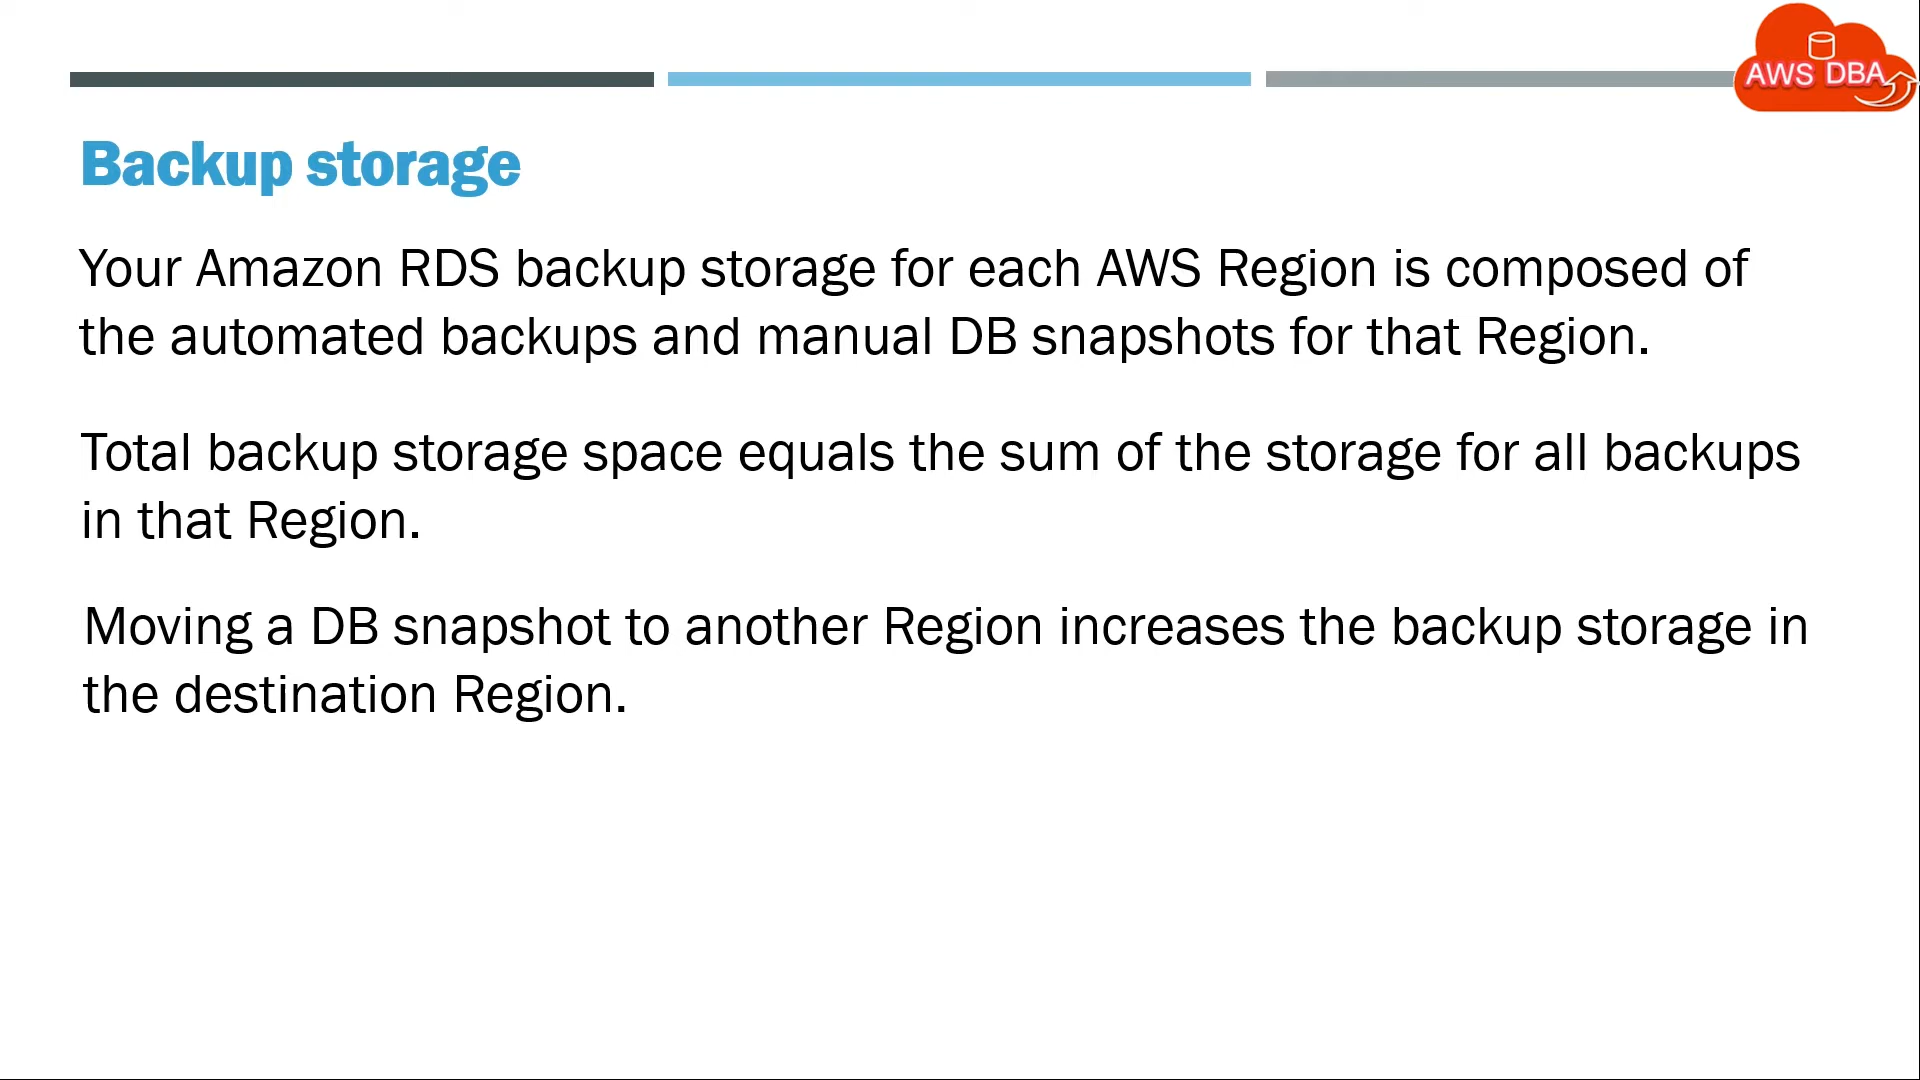 AWS DBA
Backup storage
Your Amazon RDS backup storage for each AWS Region is composed of
the automated backups and manual DB snapshots for that Region.
Total backup storage space equals the sum of the storage for all backups
in that Region.
Moving a DB snapshot to another Region increases the backup storage in
the destination Region.